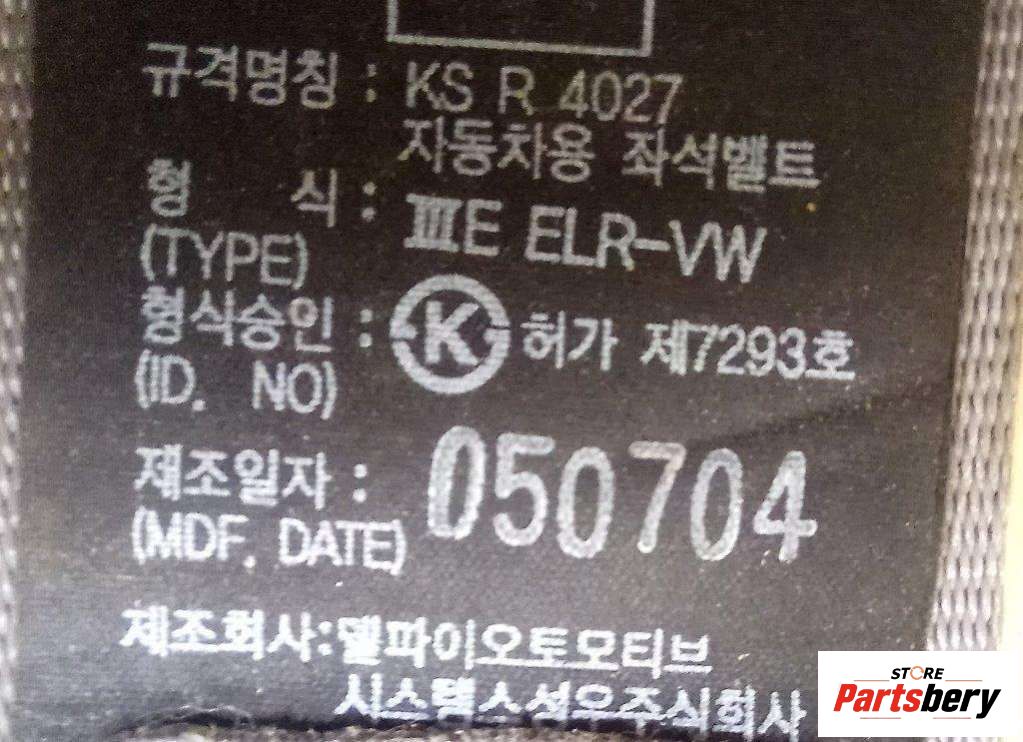 규격명칭 : KS R 4027
자동차용 좌석벨트
형 식 : ⅢE ELR-VW
(TYPE)
형식승인 : K 허가 제7293호
(ID. NO)
제조일자 : 050704
(MDF. DATE)
제조회사:델파이오토모티브
시스템스성우주식회사
STORE
Partsbery